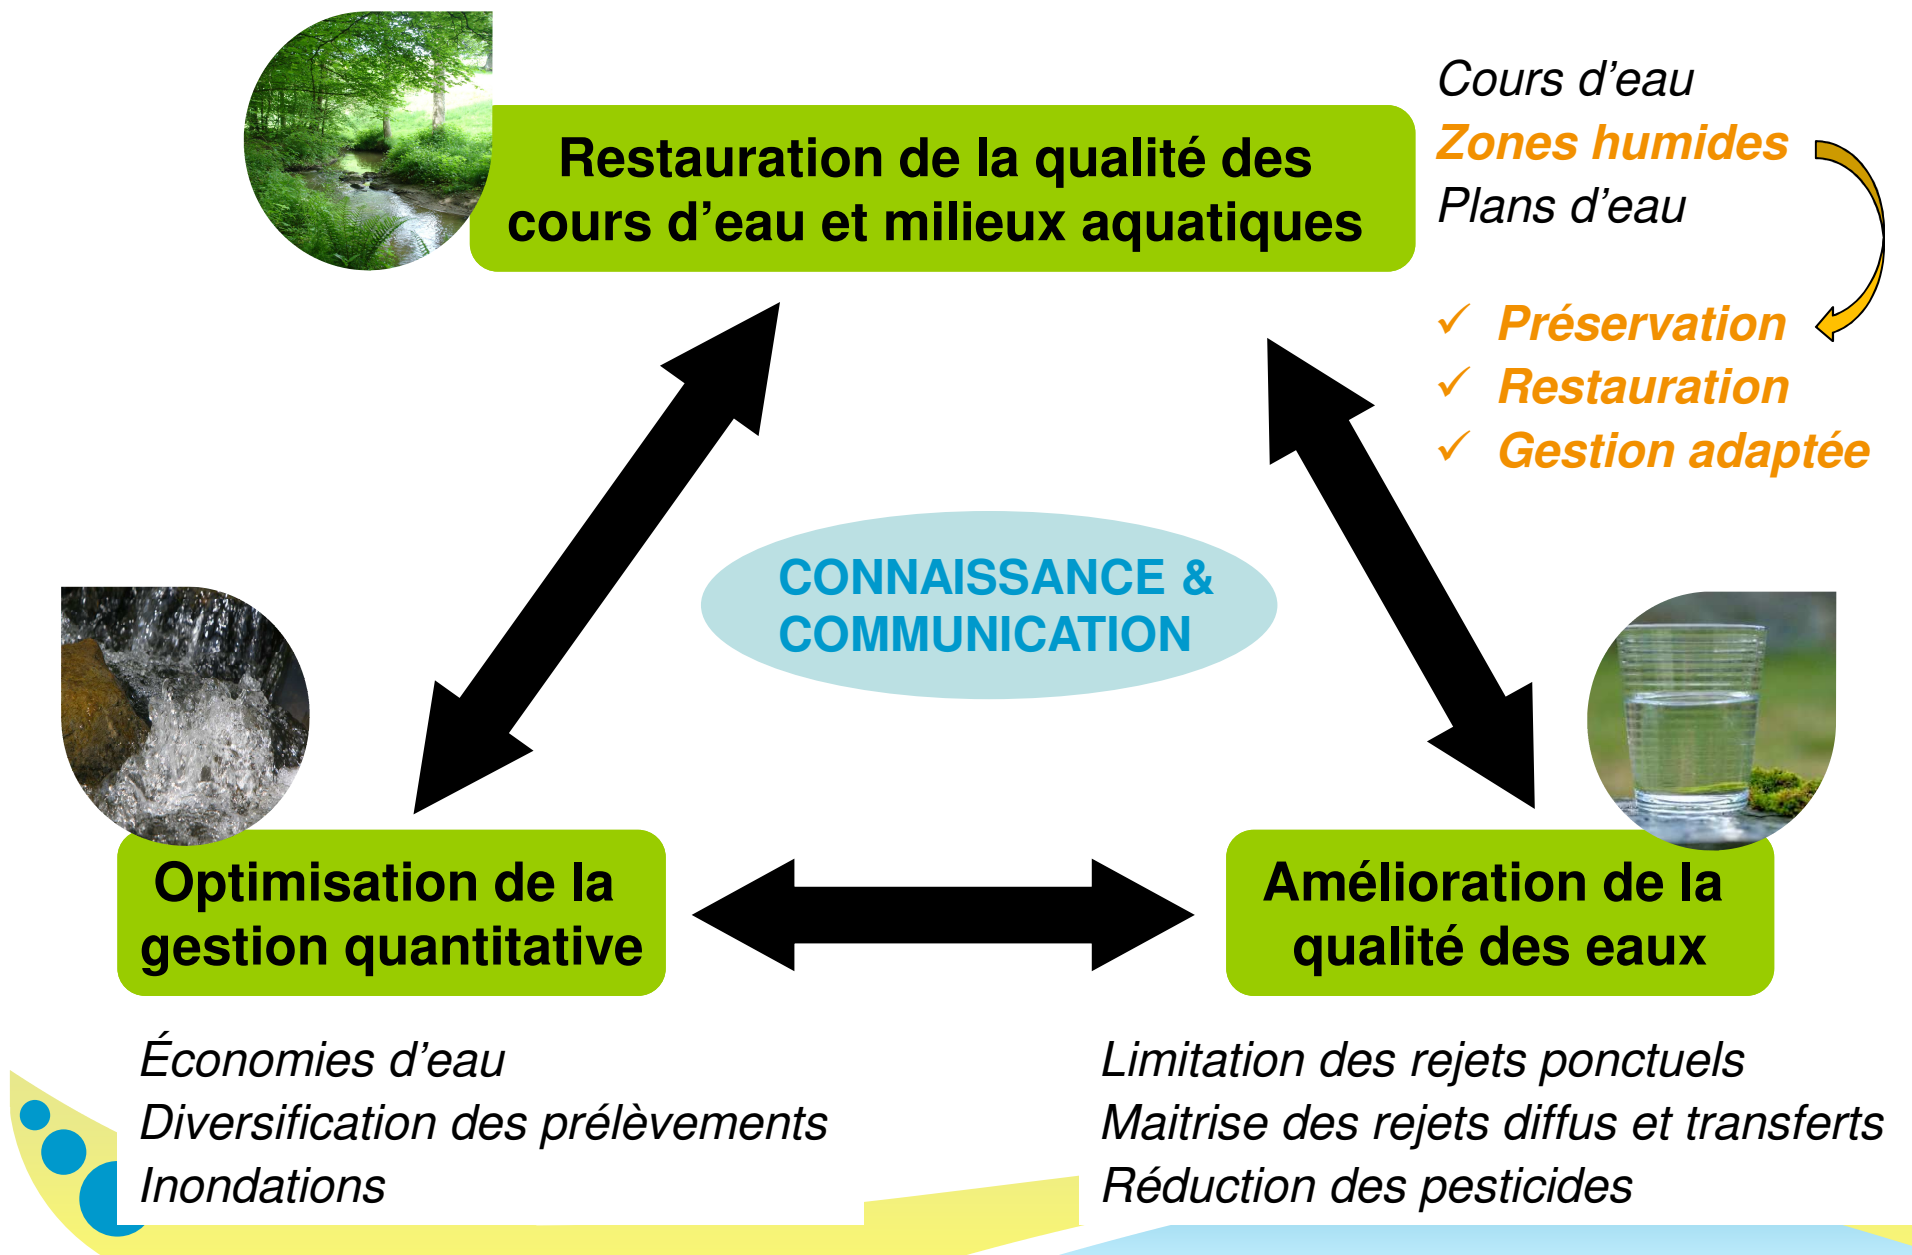 Restauration de la qualité des
cours d’eau et milieux aquatiques
Cours d’eau
Zones humides
Plans d’eau
✓ Préservation
✓ Restauration
✓ Gestion adaptée
CONNAISSANCE &
COMMUNICATION
Optimisation de la
gestion quantitative
Économies d’eau
Diversification des prélèvements
Inondations
Amélioration de la
qualité des eaux
Limitation des rejets ponctuels
Maitrise des rejets diffus et transferts
Réduction des pesticides